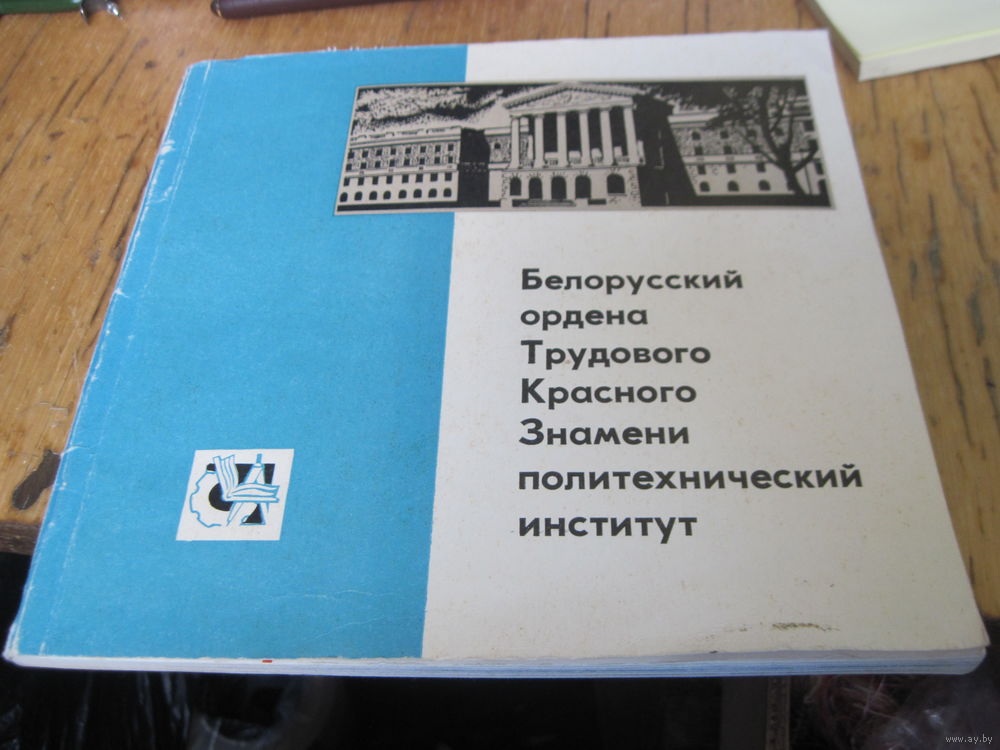 Белорусский
ордена
Трудового
Красного
Знамени
политехнический
институт
www.ay.by